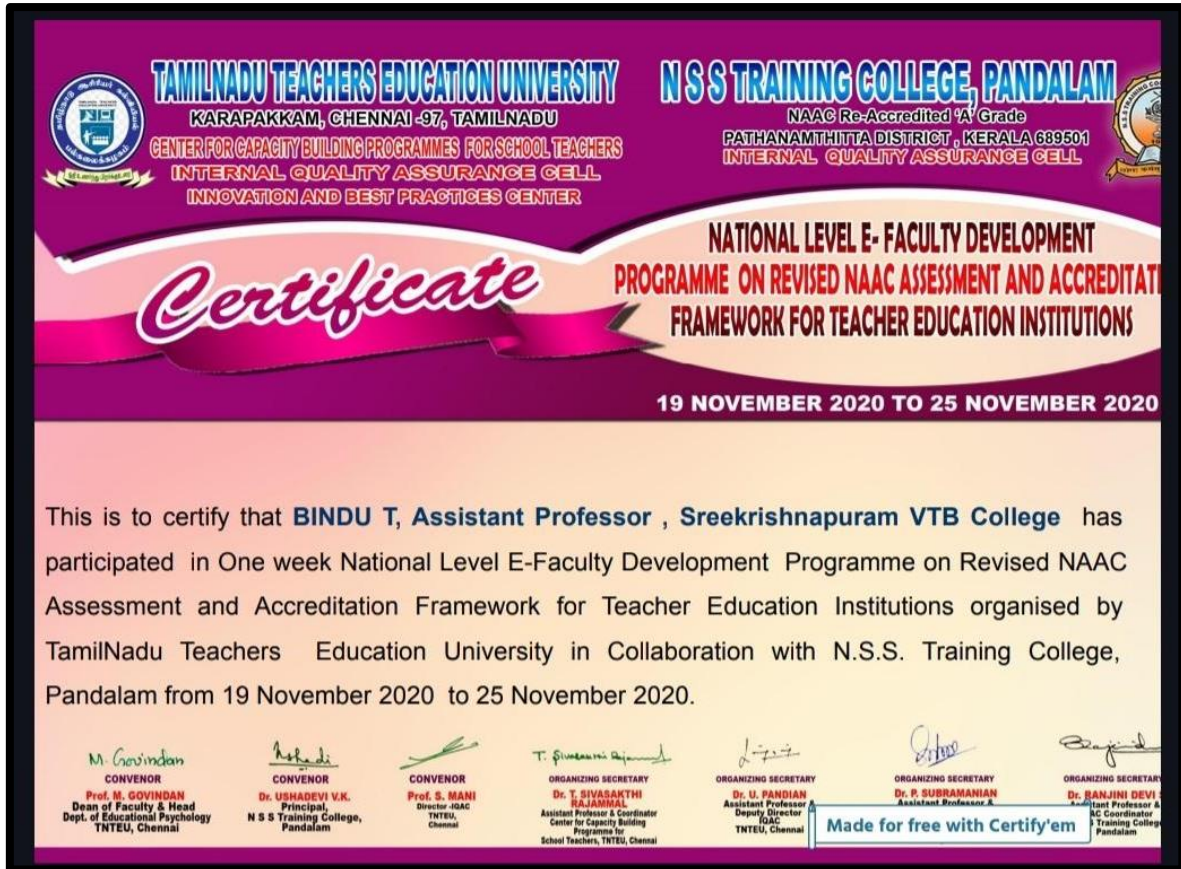 TAMILNADU TEACHERS EDUCATION UNIVERSITY
KARAPAKKAM, CHENNAI -97, TAMILNADU
CENTER FOR CAPACITY BUILDING PROGRAMMES FOR SCHOOL TEACHERS
INTERNAL QUALITY ASSURANCE CELL
INNOVATION AND BEST PRACTICES CENTER
N S S TRAINING COLLEGE, PANDALAM
NAAC Re-Accredited 'A' Grade
PATHANAMTHITTA DISTRICT , KERALA 689501
INTERNAL QUALITY ASSURANCE CELL
Certificate
NATIONAL LEVEL E- FACULTY DEVELOPMENT
PROGRAMME ON REVISED NAAC ASSESSMENT AND ACCREDITATI
FRAMEWORK FOR TEACHER EDUCATION INSTITUTIONS
19 NOVEMBER 2020 TO 25 NOVEMBER 2020
This is to certify that BINDU T, Assistant Professor , Sreekrishnapuram VTB College has
participated in One week National Level E-Faculty Development Programme on Revised NAAC
Assessment and Accreditation Framework for Teacher Education Institutions organised by
TamilNadu Teachers Education University in Collaboration with N.S.S. Training College,
Pandalam from 19 November 2020 to 25 November 2020.
M. Govindan
CONVENOR
Prof. M. GOVINDAN
Dean of Faculty & Head
Dept. of Educational Psychology
TNTEU, Chennai
CONVENOR
Dr. USHADEVI V.K.
Principal,
N S S Training College,
Pandalam
CONVENOR
Prof. S. MANI
Director -IQAC
TNTEU,
Chennai
ORGANIZING SECRETARY
Dr. T. SIVASAKTHI
RAJAMMAL
Assistant Professor & Coordinator
Center for Capacity Building
Programme for
School Teachers, TNTEU, Chennai
ORGANIZING SECRETARY
Dr. U. PANDIAN
Assistant Professor &
Deputy Director
IQAC
TNTEU, Chennai
ORGANIZING SECRETARY
Dr. P. SUBRAMANIAN
Assistant Professor &
ORGANIZING SECRETARY
Dr. RANJINI DEVI S
tant Professor &
AC Coordinator
Training College
Pandalam
Made for free with Certify'em